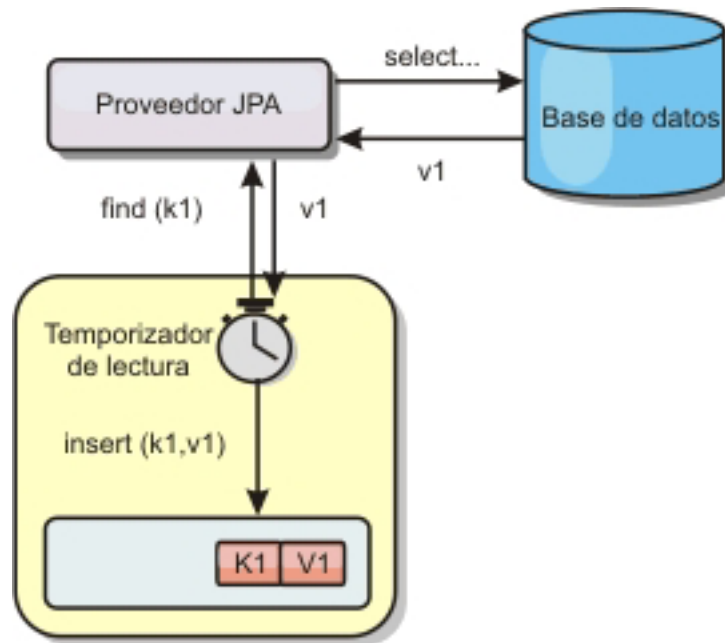 select...
Proveedor JPA
Base de datos
v1
find (k1)
v1
Temporizador
de lectura
insert (k1,v1)
K1 V1